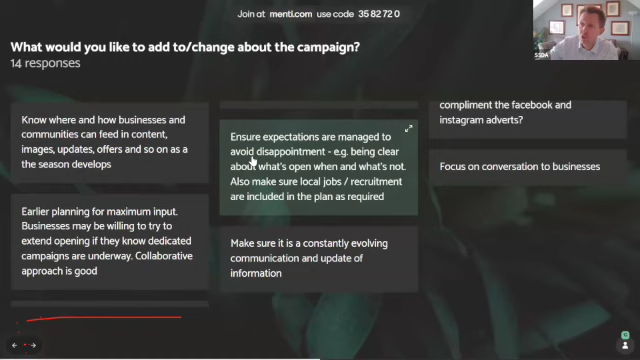 Join at menti.com use code 35 82 72 0
What would you like to add to/change about the campaign?
14 responses
Know where and how businesses and
communities can feed in content,
images, updates, offers and so on as a
the season develops
Earlier planning for maximum input.
Businesses may be willing to try to
extend opening if they know dedicated
campaigns are underway. Collaborative
approach is good
Ensure expectations are managed to
avoid disappointment - e.g. being clear
about what's open when and what's not.
Also make sure local jobs / recruitment
are included in the plan as required
Make sure it is a constantly evolving
communication and update of
information
compliment the facebook and
instagram adverts?
Focus on conversation to businesses